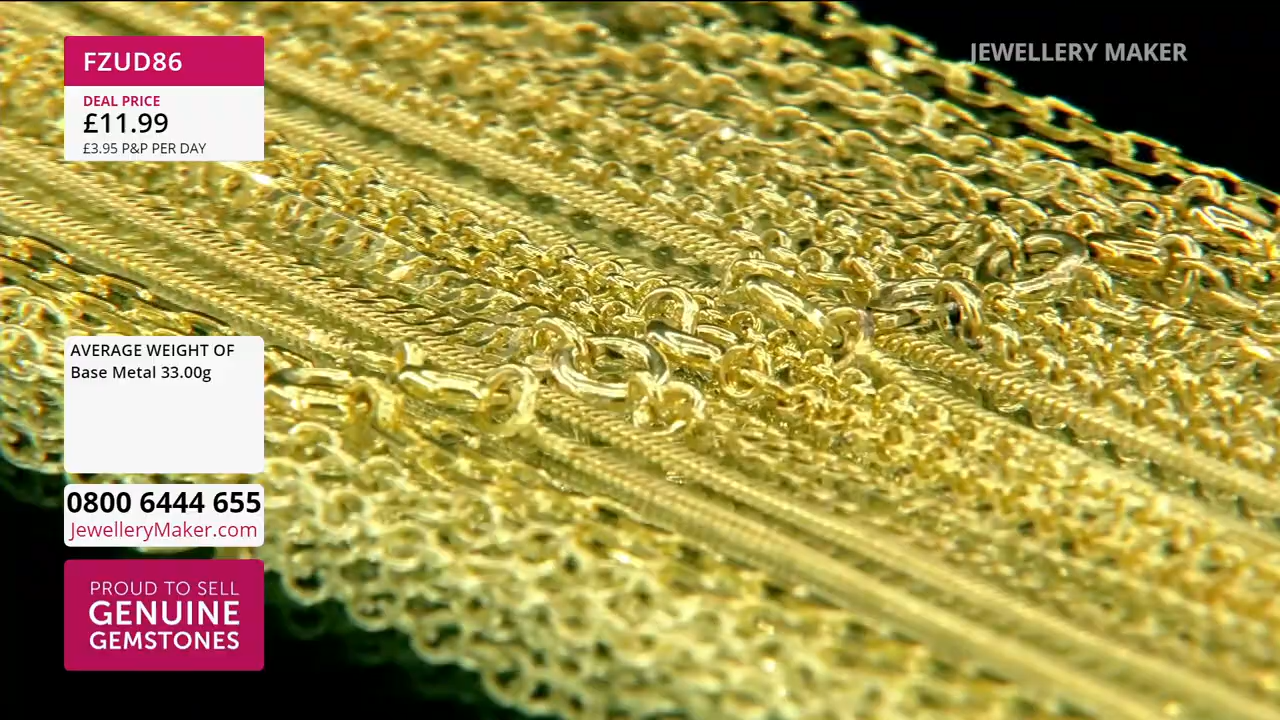 FZUD86
DEAL PRICE
£11.99
£3.95 P&P PER DAY
JEWELLERY MAKER
AVERAGE WEIGHT OF
Base Metal 33.00g
0800 6444 655
JewelleryMaker.com
PROUD TO SELL
GENUINE
GEMSTONES